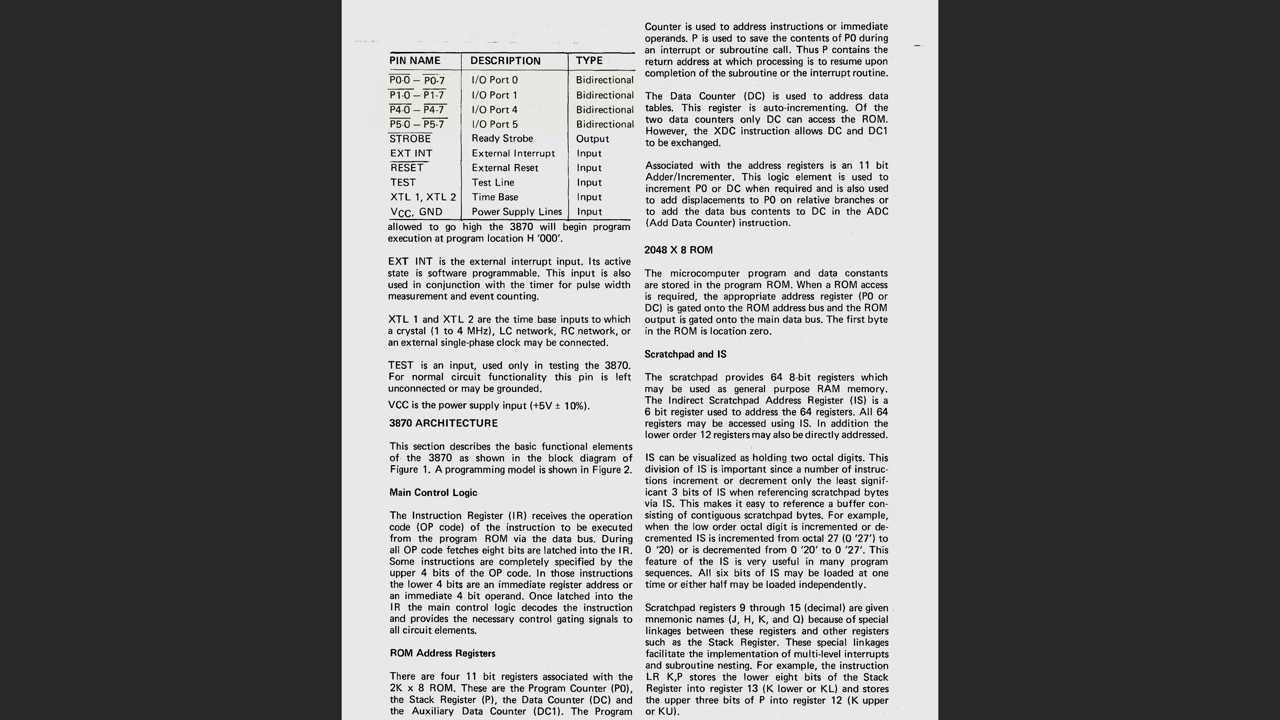 PIN NAME DESCRIPTION TYPE
P0-0 – P0-7 I/O Port 0 Bidirectional
P1-0 – P1-7 I/O Port 1 Bidirectional
P4-0 – P4-7 I/O Port 4 Bidirectional
P5-0 – P5-7 I/O Port 5 Bidirectional
STROBE Ready Strobe Output
EXT INT External Interrupt Input
RESET External Reset Input
TEST Test Line Input
XTL 1, XTL 2 Time Base Input
VCC, GND Power Supply Lines Input
allowed to go high the 3870 will begin program
execution at program location H '000'.
EXT INT is the external interrupt input. Its active
state is software programmable. This input is also
used in conjunction with the timer for pulse width
measurement and event counting.
XTL 1 and XTL 2 are the time base inputs to which
a crystal (1 to 4 MHz), LC network, RC network, or
an external single-phase clock may be connected.
TEST is an input, used only in testing the 3870.
For normal circuit functionality this pin is left
unconnected or may be grounded.
VCC is the power supply input (+5V ± 10%).
3870 ARCHITECTURE
This section describes the basic functional elements
of the 3870 as shown in the block diagram of
Figure 1. A programming model is shown in Figure 2.
Main Control Logic
The Instruction Register (IR) receives the operation
code (OP code) of the instruction to be executed
from the program ROM via the data bus. During
all OP code fetches eight bits are latched into the IR.
Some instructions are completely specified by the
upper 4 bits of the OP code. In those instructions
the lower 4 bits are an immediate register address or
an immediate 4 bit operand. Once latched into the
IR the main control logic decodes the instruction
and provides the necessary control gating signals to
all circuit elements.
ROM Address Registers
There are four 11 bit registers associated with the
2K x 8 ROM. These are the Program Counter (P0),
the Stack Register (P), the Data Counter (DC) and
the Auxiliary Data Counter (DC1). The Program
Counter is used to address instructions or immediate
operands. P is used to save the contents of P0 during
an interrupt or subroutine call. Thus P contains the
return address at which processing is to resume upon
completion of the subroutine or the interrupt routine.
The Data Counter (DC) is used to address data
tables. This register is auto-incrementing. Of the
two data counters only DC can access the ROM.
However, the XDC instruction allows DC and DC1
to be exchanged.
Associated with the address registers is an 11 bit
Adder/Incrementer. This logic element is used to
increment P0 or DC when required and is also used
to add displacements to P0 on relative branches or
to add the data bus contents to DC in the ADC
(Add Data Counter) instruction.
2048 X 8 ROM
The microcomputer program and data constants
are stored in the program ROM. When a ROM access
is required, the appropriate address register (P0 or
DC) is gated onto the ROM address bus and the ROM
output is gated onto the main data bus. The first byte
in the ROM is location zero.
Scratchpad and IS
The scratchpad provides 64 8-bit registers which
may be used as general purpose RAM memory.
The Indirect Scratchpad Address Register (IS) is a
6 bit register used to address the 64 registers. All 64
registers may be accessed using IS. In addition the
lower order 12 registers may also be directly addressed.
IS can be visualized as holding two octal digits. This
division of IS is important since a number of instruc-
tions increment or decrement only the least signif-
icant 3 bits of IS when referencing scratchpad bytes
via IS. This makes it easy to reference a buffer con-
sisting of contiguous scratchpad bytes. For example,
when the low order octal digit is incremented or de-
cremented IS is incremented from octal 27 (0 '27') to
0 '20) or is decremented from 0 '20' to 0 '27'. This
feature of the IS is very useful in many program
sequences. All six bits of IS may be loaded at one
time or either half may be loaded independently.
Scratchpad registers 9 through 15 (decimal) are given
mnemonic names (J, H, K, and Q) because of special
linkages between these registers and other registers
such as the Stack Register. These special linkages
facilitate the implementation of multi-level interrupts
and subroutine nesting. For example, the instruction
LR K,P stores the lower eight bits of the Stack
Register into register 13 (K lower or KL) and stores
the upper three bits of P into register 12 (K upper
or KU).